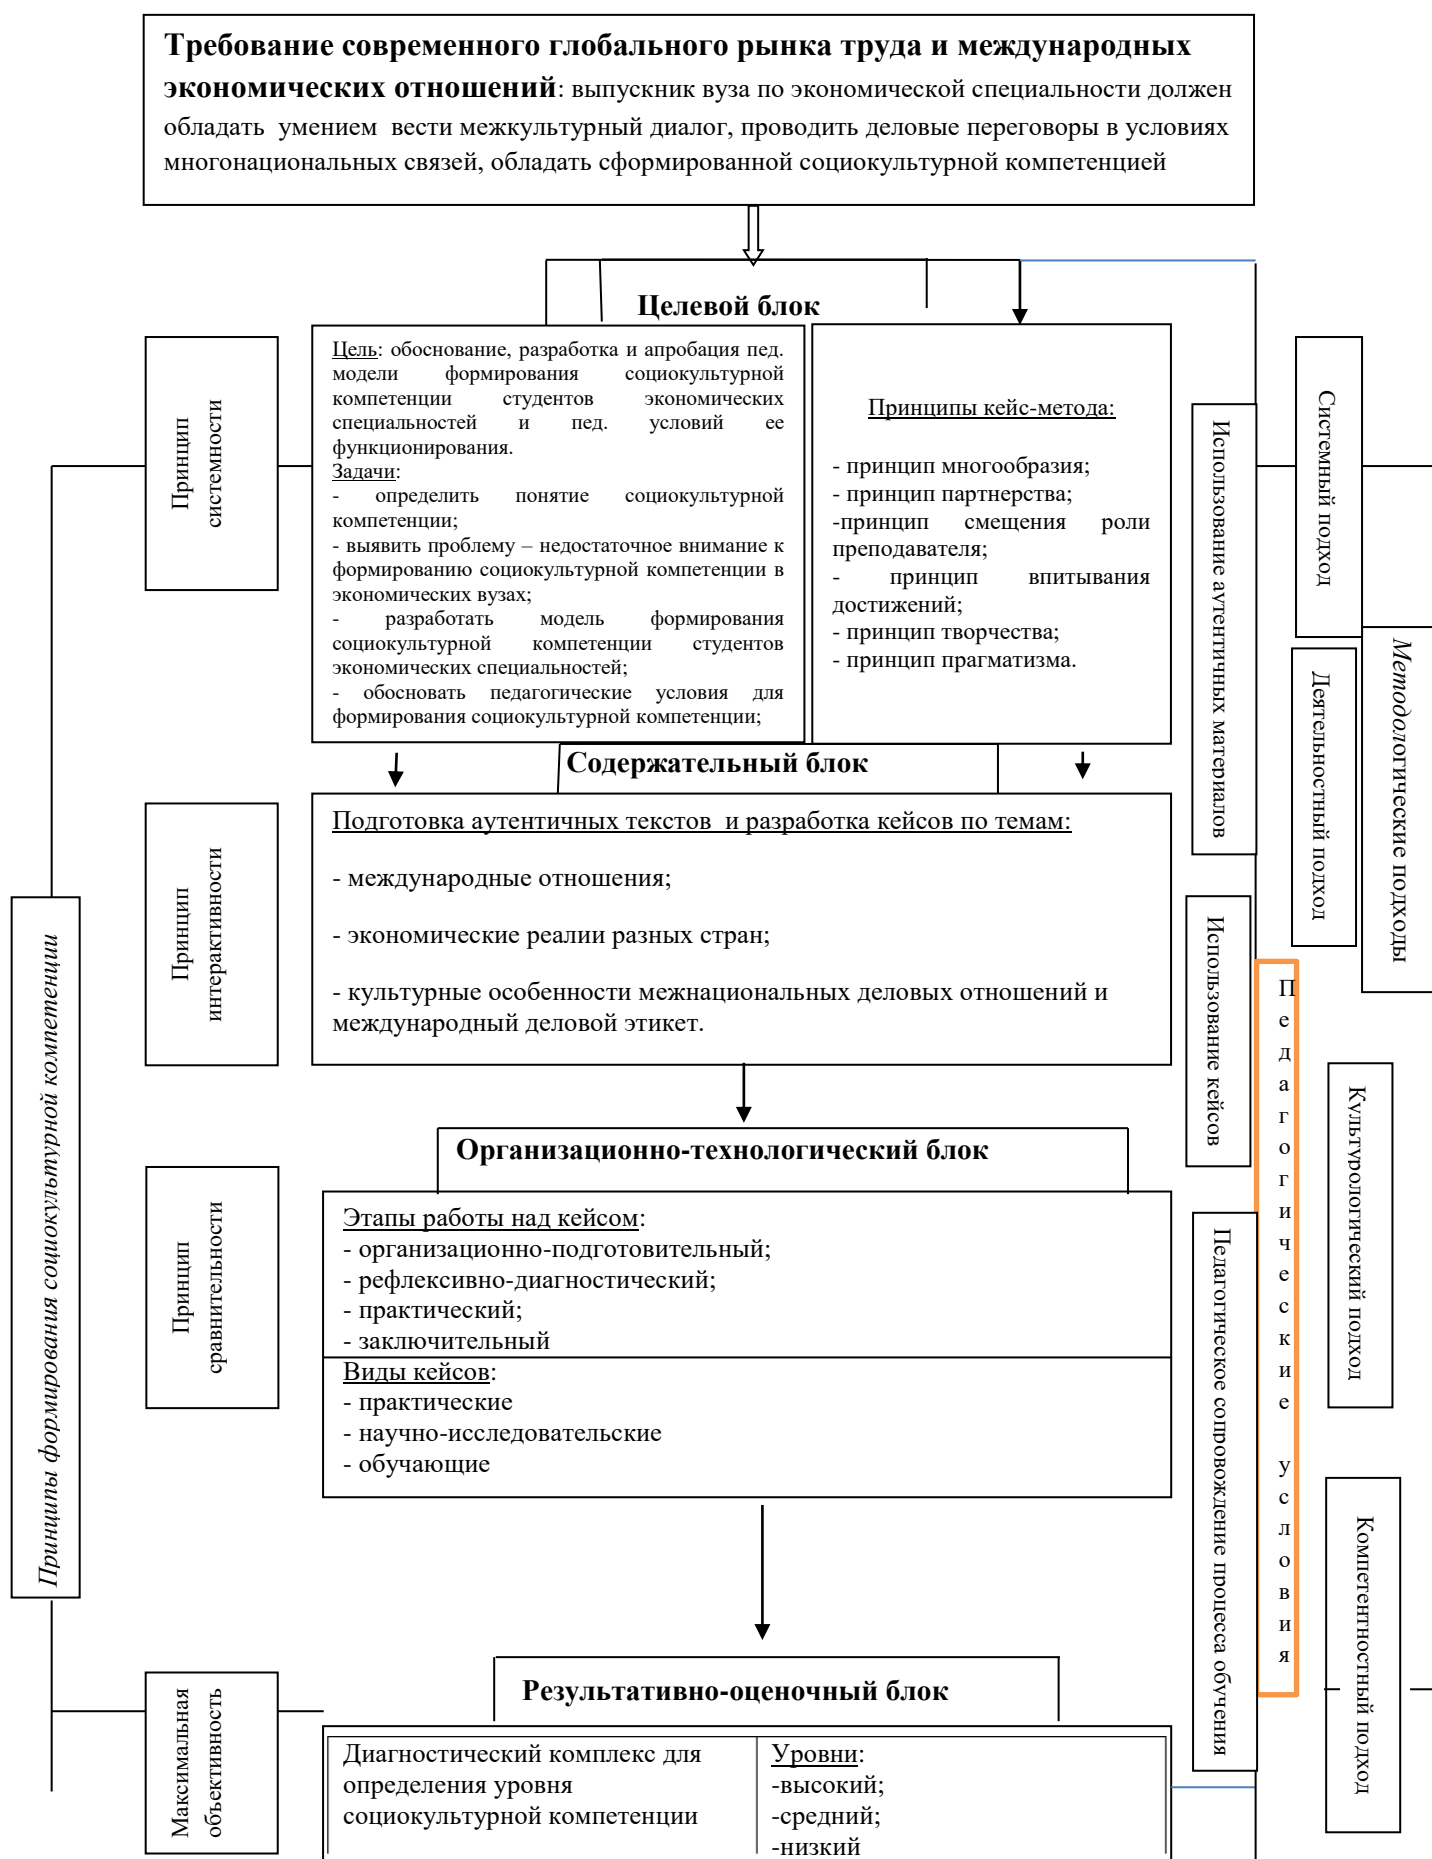 Требование современного глобального рынка труда и международных
экономических отношений: выпускник вуза по экономической специальности должен
обладать умением вести межкультурный диалог, проводить деловые переговоры в условиях
многонациональных связей, обладать сформированной социокультурной компетенцией
Целевой блок
Цель: обоснование, разработка и апробация пед.
модели формирования социокультурной
компетенции студентов экономических
специальностей и пед. условий ее
функционирования.
Задачи:
- определить понятие социокультурной
компетенции;
- выявить проблему – недостаточное внимание к
формированию социокультурной компетенции в
экономических вузах;
- разработать модель формирования
социокультурной компетенции студентов
экономических специальностей;
- обосновать педагогические условия для
формирования социокультурной компетенции;
Принципы кейс-метода:
- принцип многообразия;
- принцип партнерства;
-принцип смещения роли
преподавателя;
- принцип впитывания
достижений;
- принцип творчества;
- принцип прагматизма.
Содержательный блок
Подготовка аутентичных текстов и разработка кейсов по темам:
- международные отношения;
- экономические реалии разных стран;
- культурные особенности межнациональных деловых отношений и
международный деловой этикет.
Организационно-технологический блок
Этапы работы над кейсом:
- организационно-подготовительный;
- рефлексивно-диагностический;
- практический;
- заключительный
Виды кейсов:
- практические
- научно-исследовательские
- обучающие
Результативно-оценочный блок
Диагностический комплекс для
определения уровня
социокультурной компетенции
Уровни:
-высокий;
-средний;
-низкий
Принципы формирования социокультурной компетенции
Принцип
системности
Принцип
интерактивности
Принцип
сравнительности
Максимальная
объективность
Использование аутентичных материалов
Использование кейсов
Педагогическое сопровождение процесса обучения
Педагогические условия
Системный подход
Деятельностный подход
Культурологический подход
Компетентностный подход
Методологические подходы